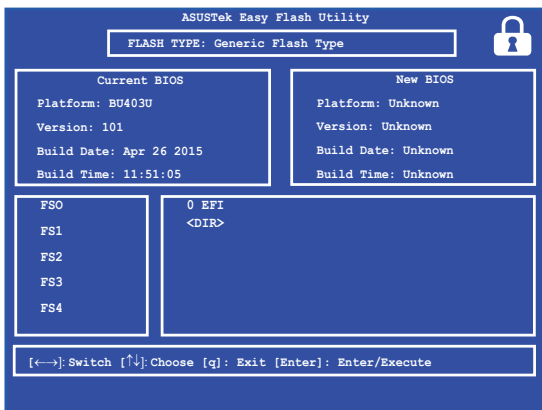 ASUSTek Easy Flash Utility
FLASH TYPE: Generic Flash Type
Current BIOS
Platform: BU403U
Version: 101
Build Date: Apr 26 2015
Build Time: 11:51:05
New BIOS
Platform: Unknown
Version: Unknown
Build Date: Unknown
Build Time: Unknown
FSO
FS1
FS2
FS3
FS4
0 EFI
<DIR>
[←→]: Switch [↑↓]: Choose [q]: Exit [Enter]: Enter/Execute